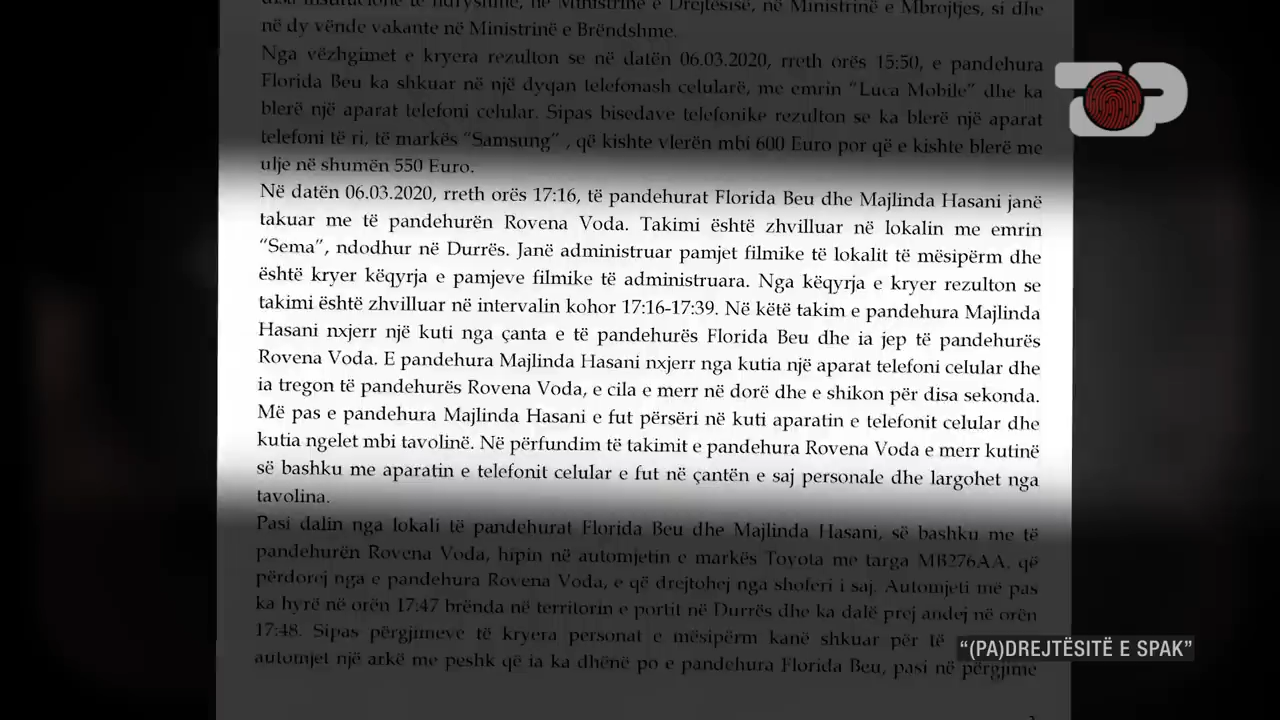 disa institucione të ndryshme, në Ministrinë e Drejtësisë, në Ministrinë e Mbrojtjes, si dhe
në dy vënde vakante në Ministrinë e Brëndshme.
Nga vëzhgimet e kryera rezulton se në datën 06.03.2020, rreth orës 15:50, e pandehura
Florida Beu ka shkuar në një dyqan telefonash celularë, me emrin “Luca Mobile” dhe ka
blerë një aparat telefoni celular. Sipas bisedave telefonike rezulton se ka blerë një aparat
telefoni të ri, të markës “Samsung” , që kishte vlerën mbi 600 Euro por që e kishte blerë me
ulje në shumën 550 Euro.
Në datën 06.03.2020, rreth orës 17:16, të pandehurat Florida Beu dhe Majlinda Hasani janë
takuar me të pandehurën Rovena Voda. Takimi është zhvilluar në lokalin me emrin
“Sema”, ndodhur në Durrës. Janë administruar pamjet filmike të lokalit të mësipërm dhe
është kryer këqyrja e pamjeve filmike të administruara. Nga këqyrja e kryer rezulton se
takimi është zhvilluar në intervalin kohor 17:16-17:39. Në këtë takim e pandehura Majlinda
Hasani nxjerr një kuti nga çanta e të pandehurës Florida Beu dhe ia jep të pandehurës
Rovena Voda. E pandehura Majlinda Hasani nxjerr nga kutia një aparat telefoni celular dhe
ia tregon të pandehurës Rovena Voda, e cila e merr në dorë dhe e shikon për disa sekonda.
Më pas e pandehura Majlinda Hasani e fut përsëri në kuti aparatin e telefonit celular dhe
kutia ngelet mbi tavolinë. Në përfundim të takimit e pandehura Rovena Voda e merr kutinë
së bashku me aparatin e telefonit celular e fut në çantën e saj personale dhe largohet nga
tavolina.
Pasi dalin nga lokali të pandehurat Florida Beu dhe Majlinda Hasani, së bashku me të
pandehurën Rovena Voda, hipin në automjetin e markës Toyota me targa MB276AA, që
përdorej nga e pandehura Rovena Voda, e që drejtohej nga shoferi i saj. Automjeti më pas
ka hyrë në orën 17:47 brënda në territorin e portit në Durrës dhe ka dalë prej andej në orën
17:48. Sipas përgjimeve të kryera personat e mësipërm kanë shkuar për të
automjet një arkë me peshk që ia ka dhënë po e pandehura Florida Beu, pasi në përgjime
“(PA)DREJTËSITË E SPAK”